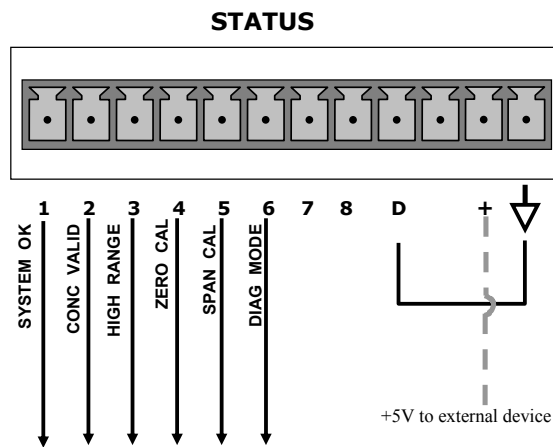 STATUS
1 2 3 4 5 6 7 8 D +
SYSTEM OK
CONC VALID
HIGH RANGE
ZERO CAL
SPAN CAL
DIAG MODE
+5V to external device